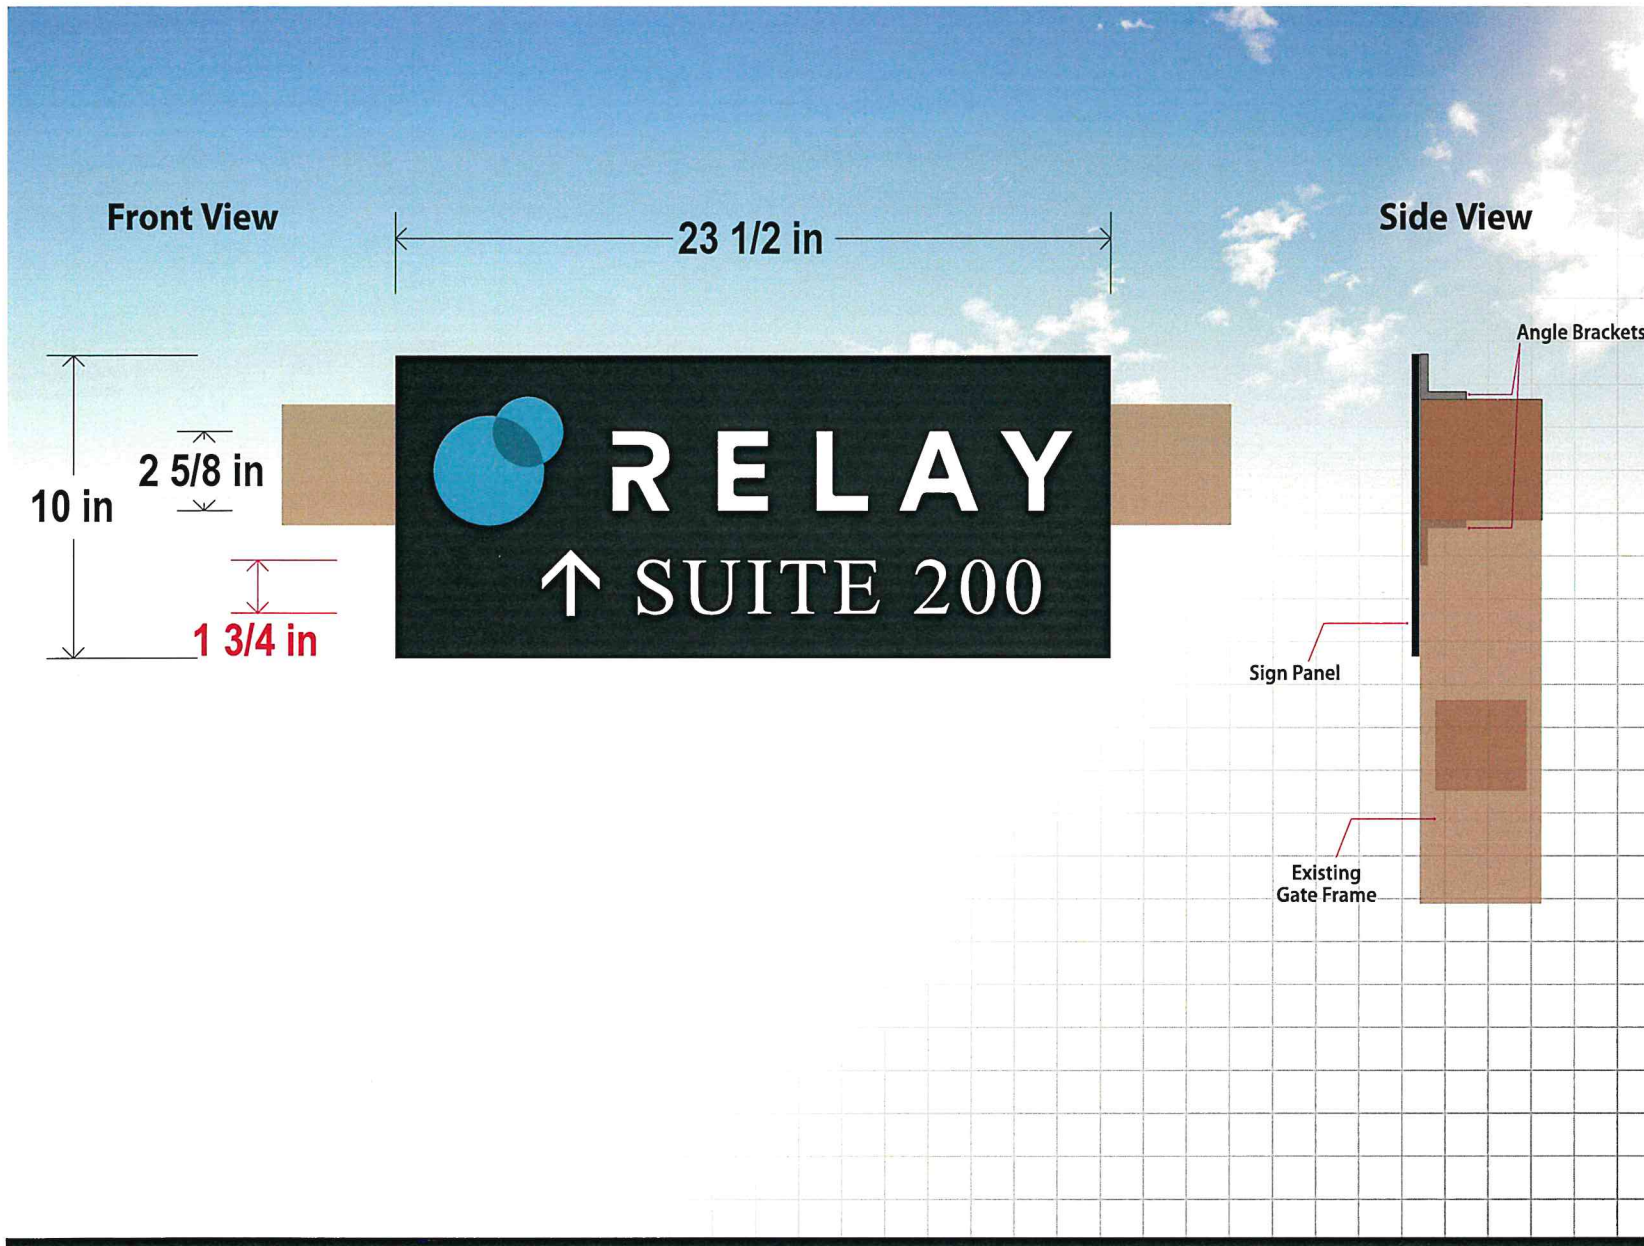 Front View
Side View
23 1/2 in
Angle Brackets
2 5/8 in
10 in
RELAY
↑ SUITE 200
1 3/4 in
Sign Panel
Existing
Gate Frame